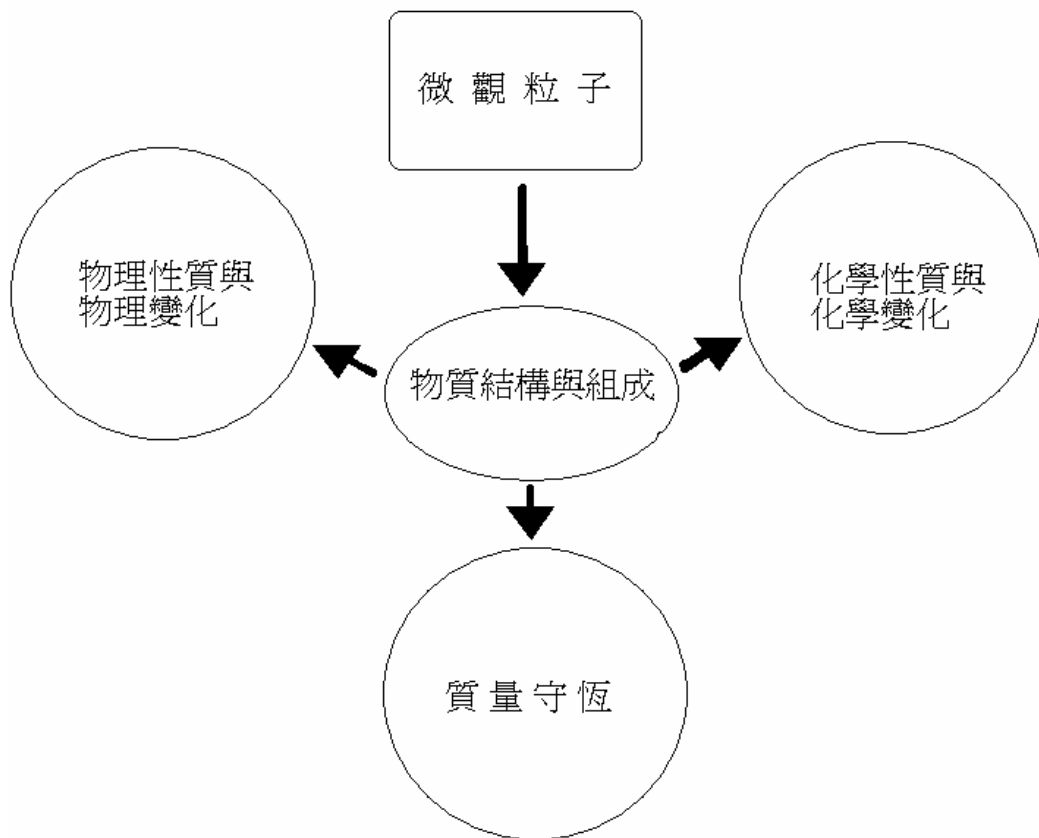 微觀粒子
物理性質與
物理變化
化學性質與
化學變化
物質結構與組成
質量守恆